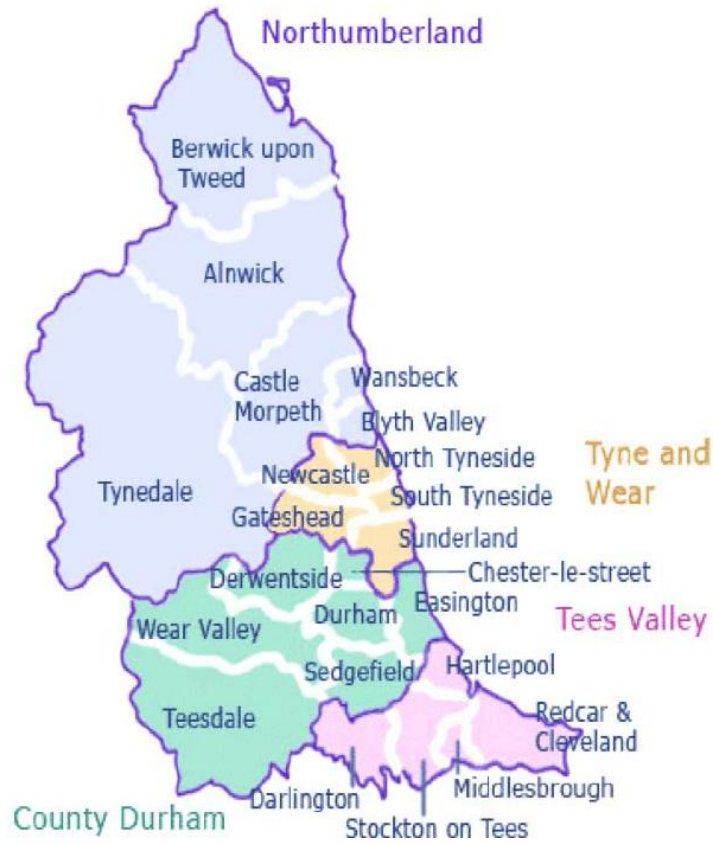 Northumberland
Berwick upon
Tweed
Alnwick
Castle
Morpeth
Wansbeck
Blyth Valley
Tynedale
Newcastle
North Tyneside
Tyne and
Wear
South Tyneside
Gateshead
Sunderland
Derwentside
Chester-le-street
Easington
Durham
Tees Valley
Wear Valley
Sedgefield
Hartlepool
Teesdale
Redcar &
Cleveland
Darlington
Middlesbrough
County Durham
Stockton on Tees